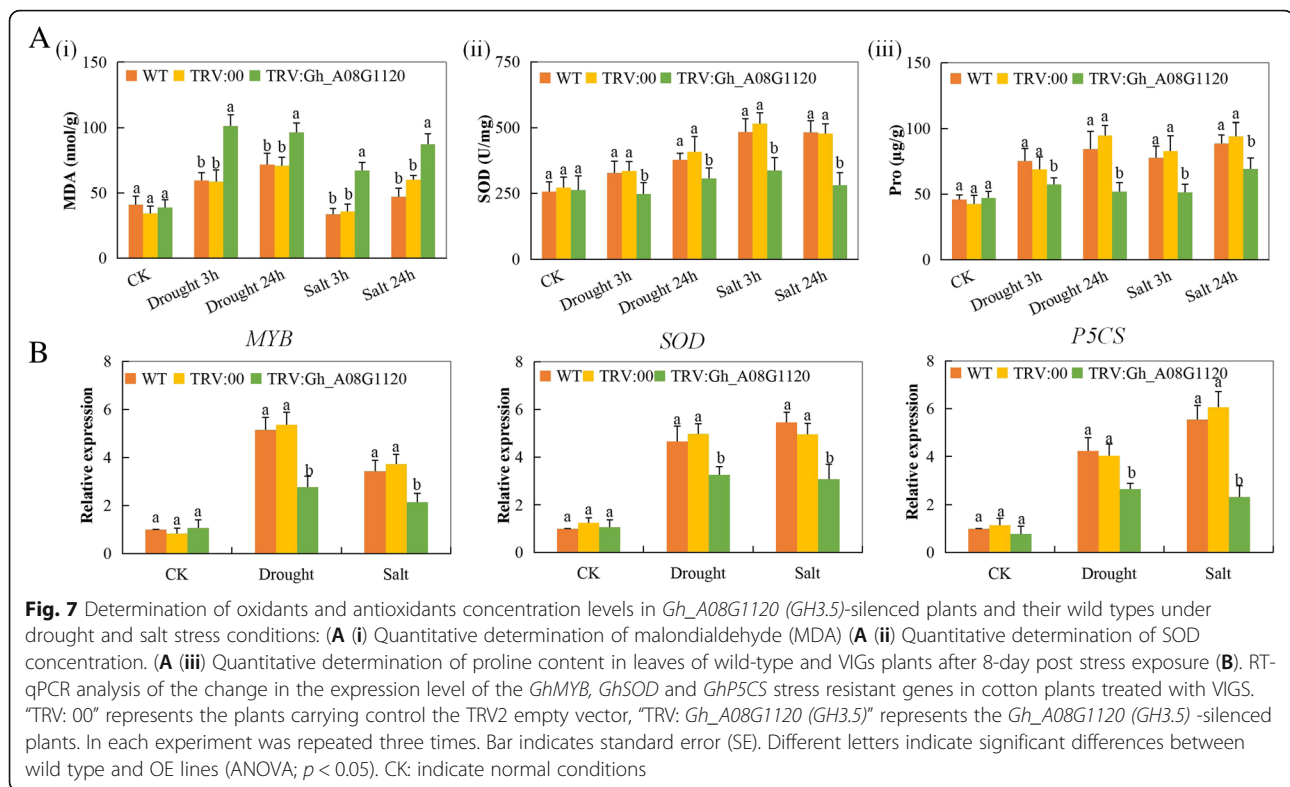 A
(i)
150
100
50
0
MDA (nmol/g)
WT TRV:00 TRV:Gh_A08G1120
a a a
b b a
b b a
b b a
b b a
CK Drought 3h Drought 24h Salt 3h Salt 24h
(ii)
750
500
250
0
SOD (U/mg)
WT TRV:00 TRV:Gh_A08G1120
a a a
a a b
a a b
a a b
a a b
CK Drought 3h Drought 24h Salt 3h Salt 24h
(iii)
150
100
50
0
Pro (µg/g)
WT TRV:00 TRV:Gh_A08G1120
a a a
a a b
a a b
a a b
a a b
CK Drought 3h Drought 24h Salt 3h Salt 24h
B
MYB
8
6
4
2
0
Relative expression
WT TRV:00 TRV:Gh_A08G1120
a a a
a a b
a a b
CK Drought Salt
SOD
8
6
4
2
0
Relative expression
WT TRV:00 TRV:Gh_A08G1120
a a a
a a b
a a b
CK Drought Salt
P5CS
8
6
4
2
0
Relative expression
WT TRV:00 TRV:Gh_A08G1120
a a a
a a b
a a b
CK Drought Salt
Fig. 7 Determination of oxidants and antioxidants concentration levels in Gh_A08G1120 (GH3.5)-silenced plants and their wild types under
drought and salt stress conditions: (A (i) Quantitative determination of malondialdehyde (MDA) (A (ii) Quantitative determination of SOD
concentration. (A (iii) Quantitative determination of proline content in leaves of wild-type and VIGs plants after 8-day post stress exposure (B). RT-
qPCR analysis of the change in the expression level of the GhMYB, GhSOD and GhP5CS stress resistant genes in cotton plants treated with VIGS.
“TRV: 00” represents the plants carrying control the TRV2 empty vector, “TRV: Gh_A08G1120 (GH3.5)” represents the Gh_A08G1120 (GH3.5) -silenced
plants. In each experiment was repeated three times. Bar indicates standard error (SE). Different letters indicate significant differences between
wild type and OE lines (ANOVA; p < 0.05). CK: indicate normal conditions